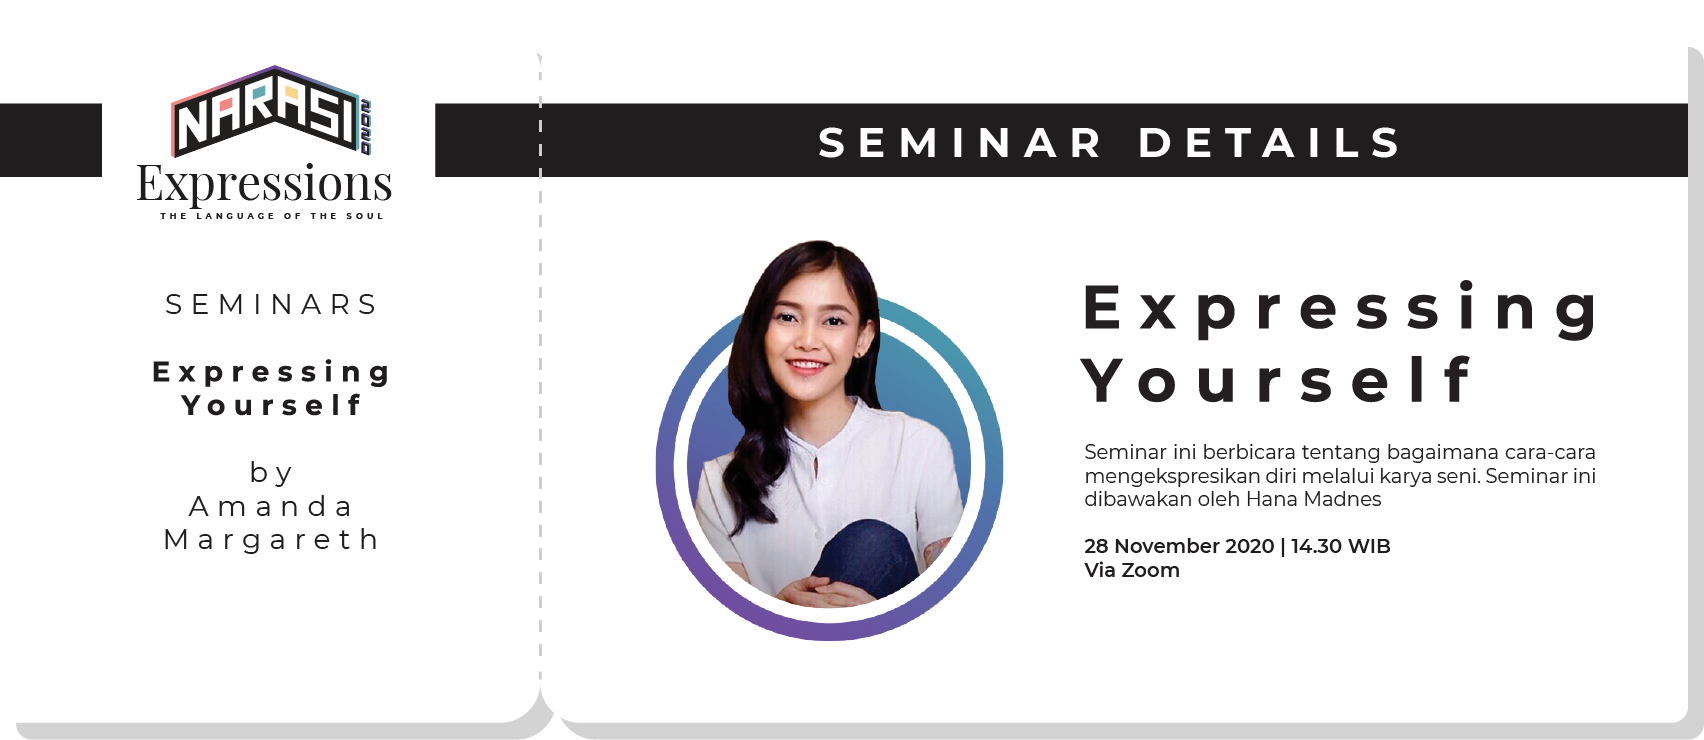 NARASI
2020
Expressions
THE LANGUAGE OF THE SOUL
SEMINARS
Expressing
Yourself
by
Amanda
Margareth
SEMINAR DETAILS
Expressing
Yourself
Seminar ini berbicara tentang bagaimana cara-cara
mengekspresikan diri melalui karya seni. Seminar ini
dibawakan oleh Hana Madnes
28 November 2020 | 14.30 WIB
Via Zoom